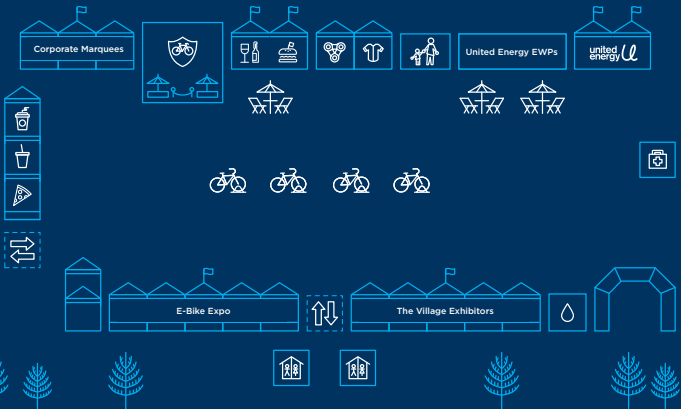 Corporate Marquees
United Energy EWPs
united
energy
E-Bike Expo
The Village Exhibitors